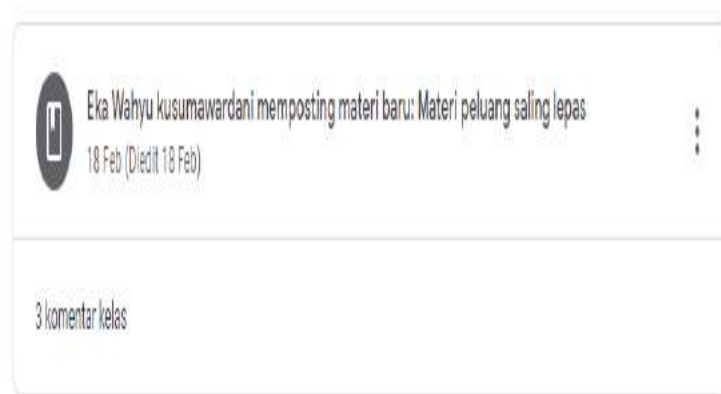 Eka Wahyu kusumawardani memposting materi baru: Materi peluang saling lepas
18 Feb (Diedit 18 Feb)
3 komentar kelas